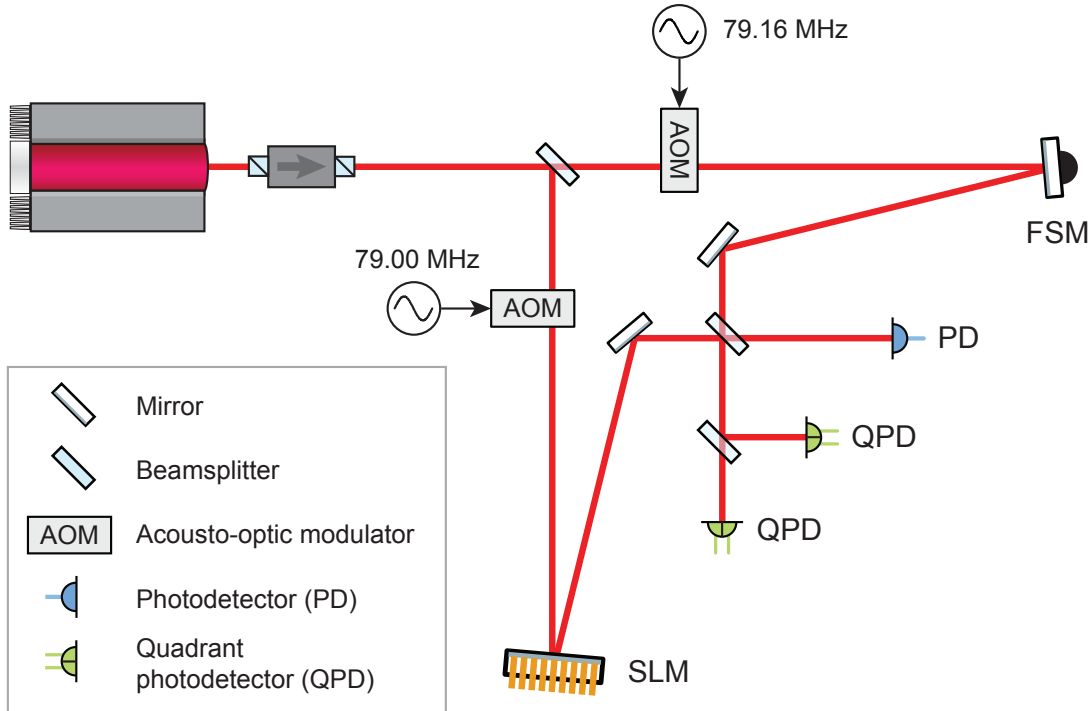 79.16 MHz
AOM
FSM
79.00 MHz
AOM
PD
QPD
QPD
SLM
Mirror
Beamsplitter
AOM Acousto-optic modulator
Photodetector (PD)
Quadrant
photodetector (QPD)